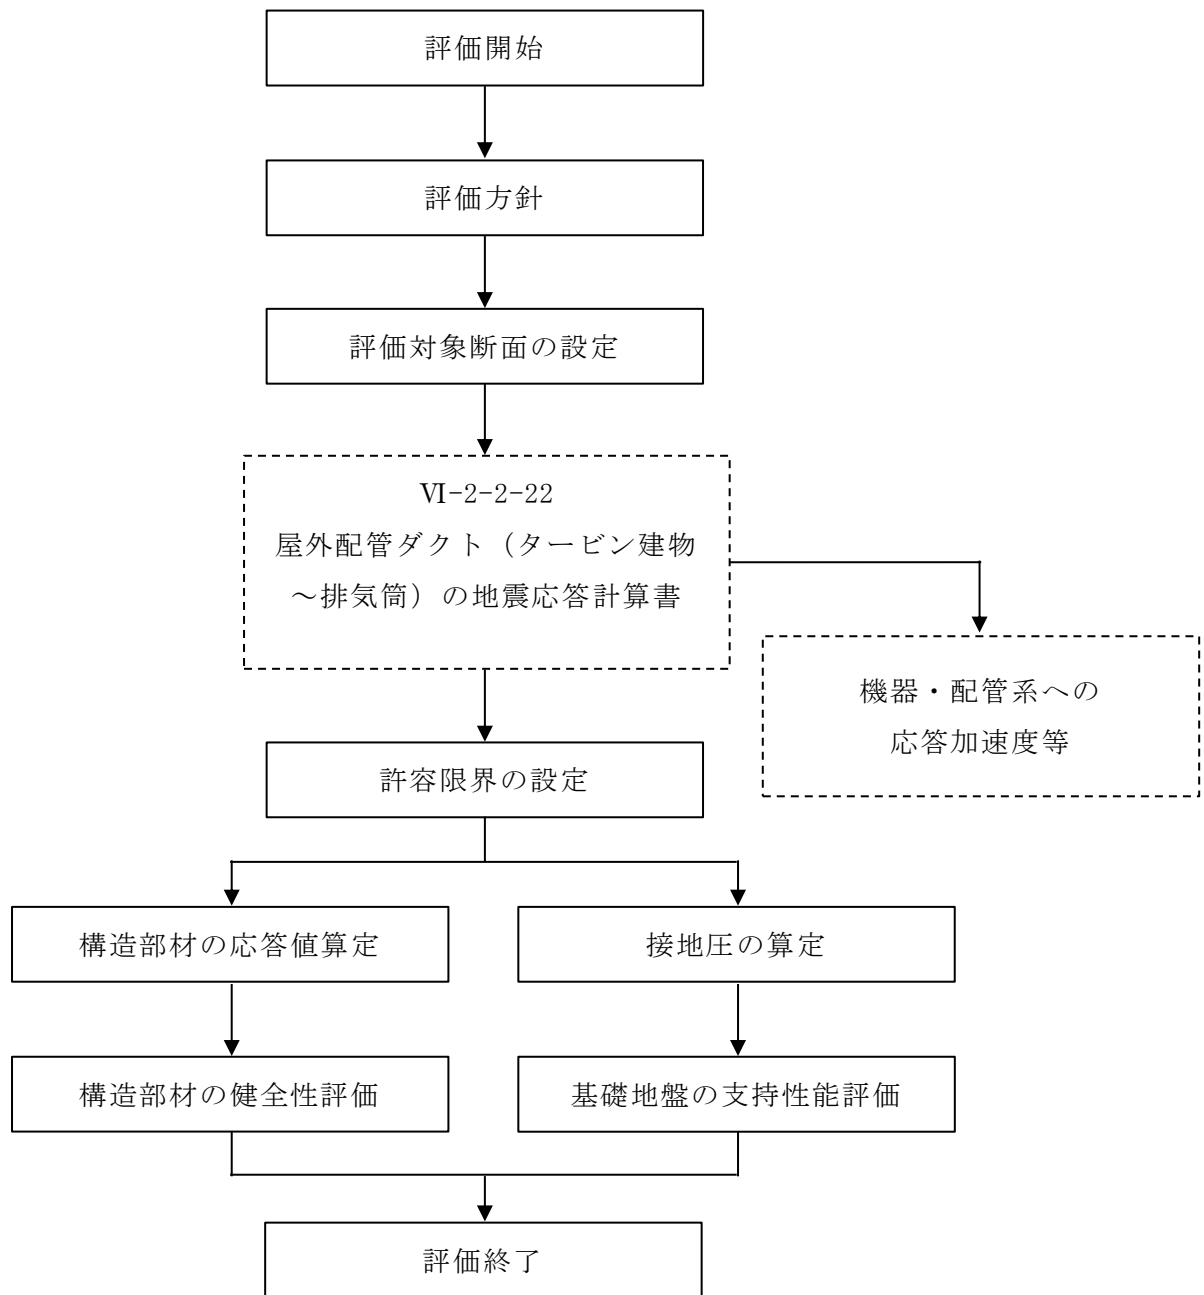 評価開始
評価方針
評価対象断面の設定
Ⅵ-2-2-22
屋外配管ダクト（タービン建物
～排気筒）の地震応答計算書
機器・配管系への
応答加速度等
許容限界の設定
構造部材の応答値算定
接地圧の算定
構造部材の健全性評価
基礎地盤の支持性能評価
評価終了